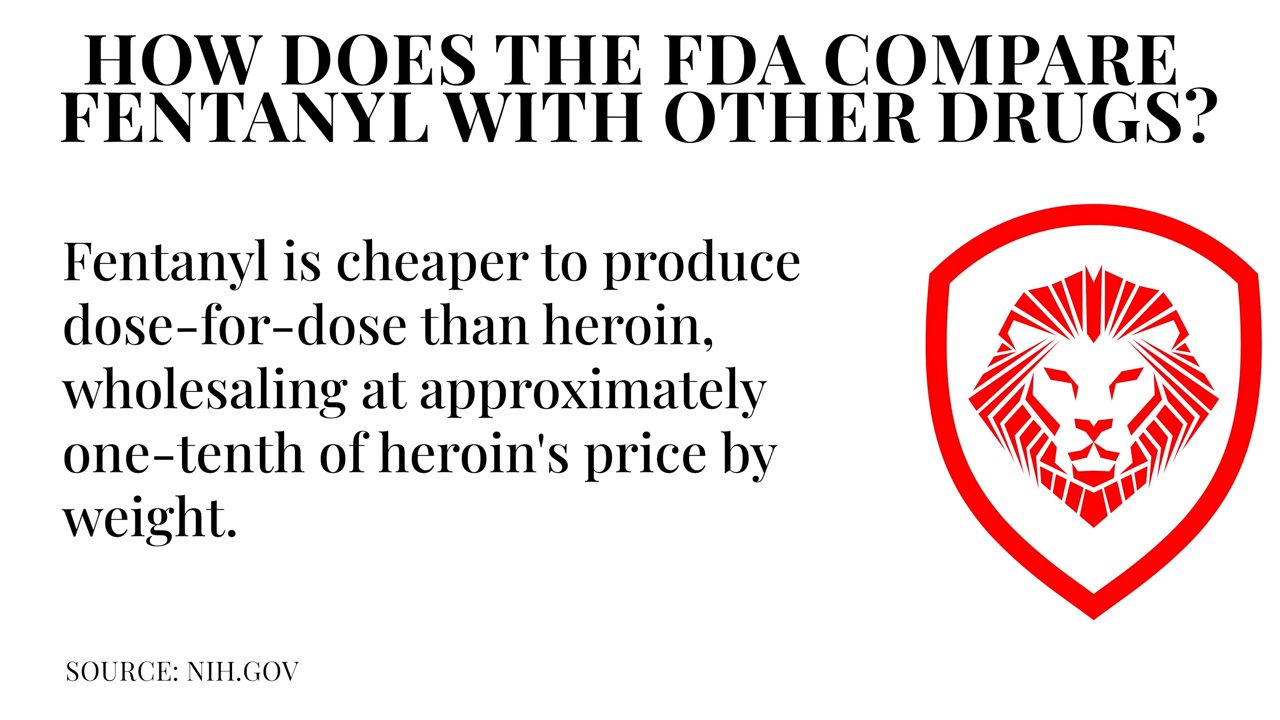 HOW DOES THE FDA COMPARE
FENTANYL WITH OTHER DRUGS?
Fentanyl is cheaper to produce
dose-for-dose than heroin,
wholesaling at approximately
one-tenth of heroin's price by
weight.
SOURCE: NIH.GOV